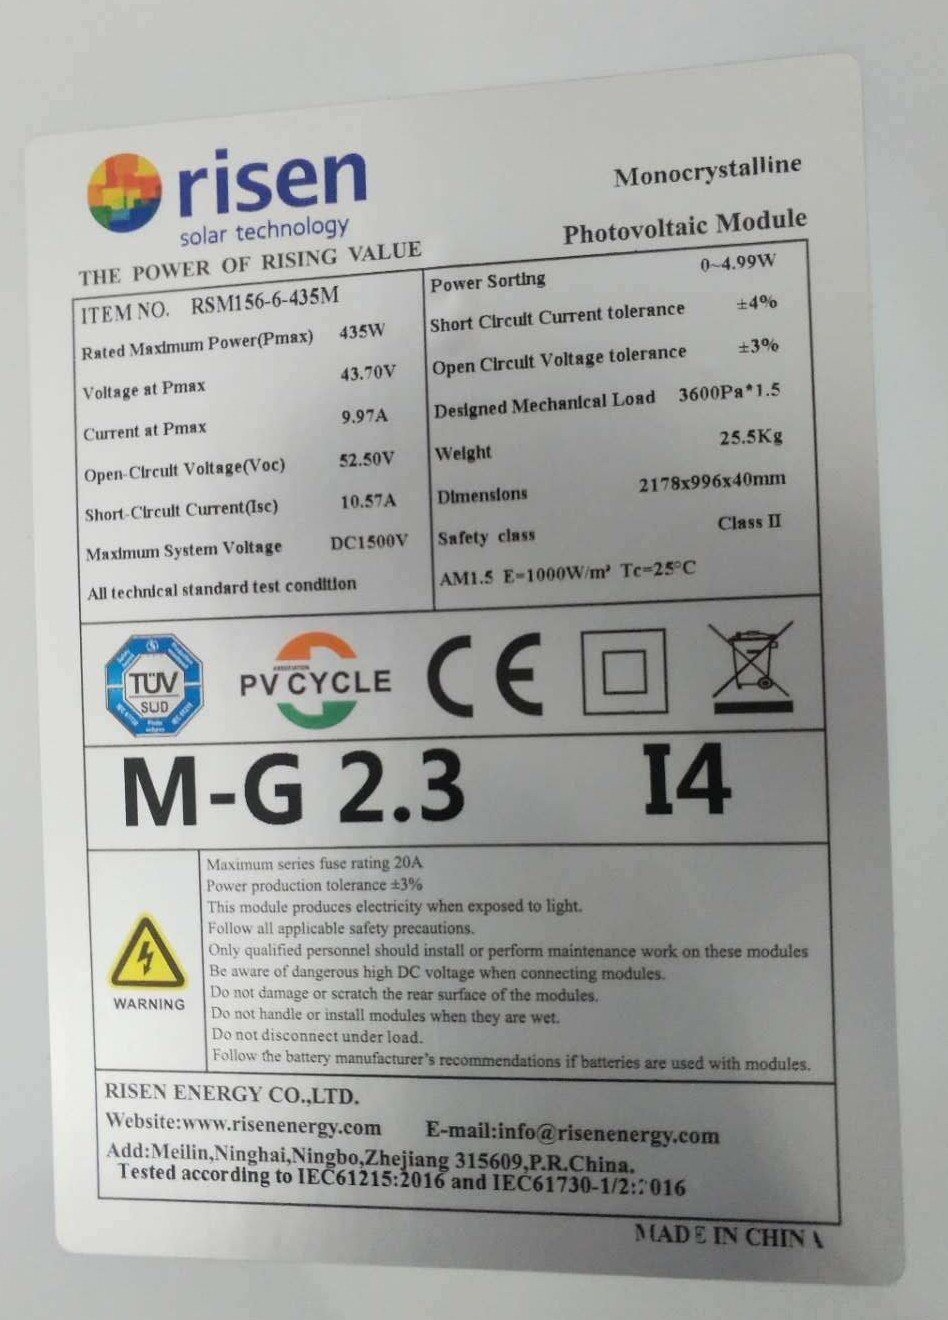 risen
solar technology
THE POWER OF RISING VALUE
Monocrystalline
Photovoltaic Module
ITEM NO. RSM156-6-435M
Rated Maximum Power(Pmax) 435W
Voltage at Pmax 43.70V
Current at Pmax 9.97A
Open-Circuit Voltage(Voc) 52.50V
Short-Circuit Current(Isc) 10.57A
Maximum System Voltage DC1500V
All technical standard test condition
Power Sorting 0~4.99W
Short Circuit Current tolerance ±4%
Open Circuit Voltage tolerance ±3%
Designed Mechanical Load 3600Pa*1.5
Weight 25.5Kg
Dimensions 2178x996x40mm
Safety class Class II
AM1.5 E=1000W/m² Tc=25°C
TÜV
SUD
PV CYCLE
CE
M-G 2.3 I4
WARNING
Maximum series fuse rating 20A
Power production tolerance ±3%
This module produces electricity when exposed to light.
Follow all applicable safety precautions.
Only qualified personnel should install or perform maintenance work on these modules
Be aware of dangerous high DC voltage when connecting modules.
Do not damage or scratch the rear surface of the modules.
Do not handle or install modules when they are wet.
Do not disconnect under load.
Follow the battery manufacturer's recommendations if batteries are used with modules.
RISEN ENERGY CO.,LTD.
Website:www.risenenergy.com E-mail:info@risenenergy.com
Add:Meilin,Ninghai,Ningbo,Zhejiang 315609,P.R.China.
Tested according to IEC61215:2016 and IEC61730-1/2:2016
MADE IN CHINA